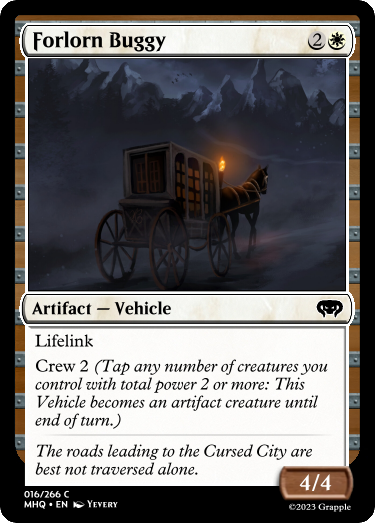 Forlorn Buggy 2
Artifact — Vehicle
Lifelink
Crew 2 (Tap any number of creatures you
control with total power 2 or more: This
Vehicle becomes an artifact creature until
end of turn.)
The roads leading to the Cursed City are
best not traversed alone.
4/4
016/266 C
MHQ • EN Yevery
©2023 Grapple